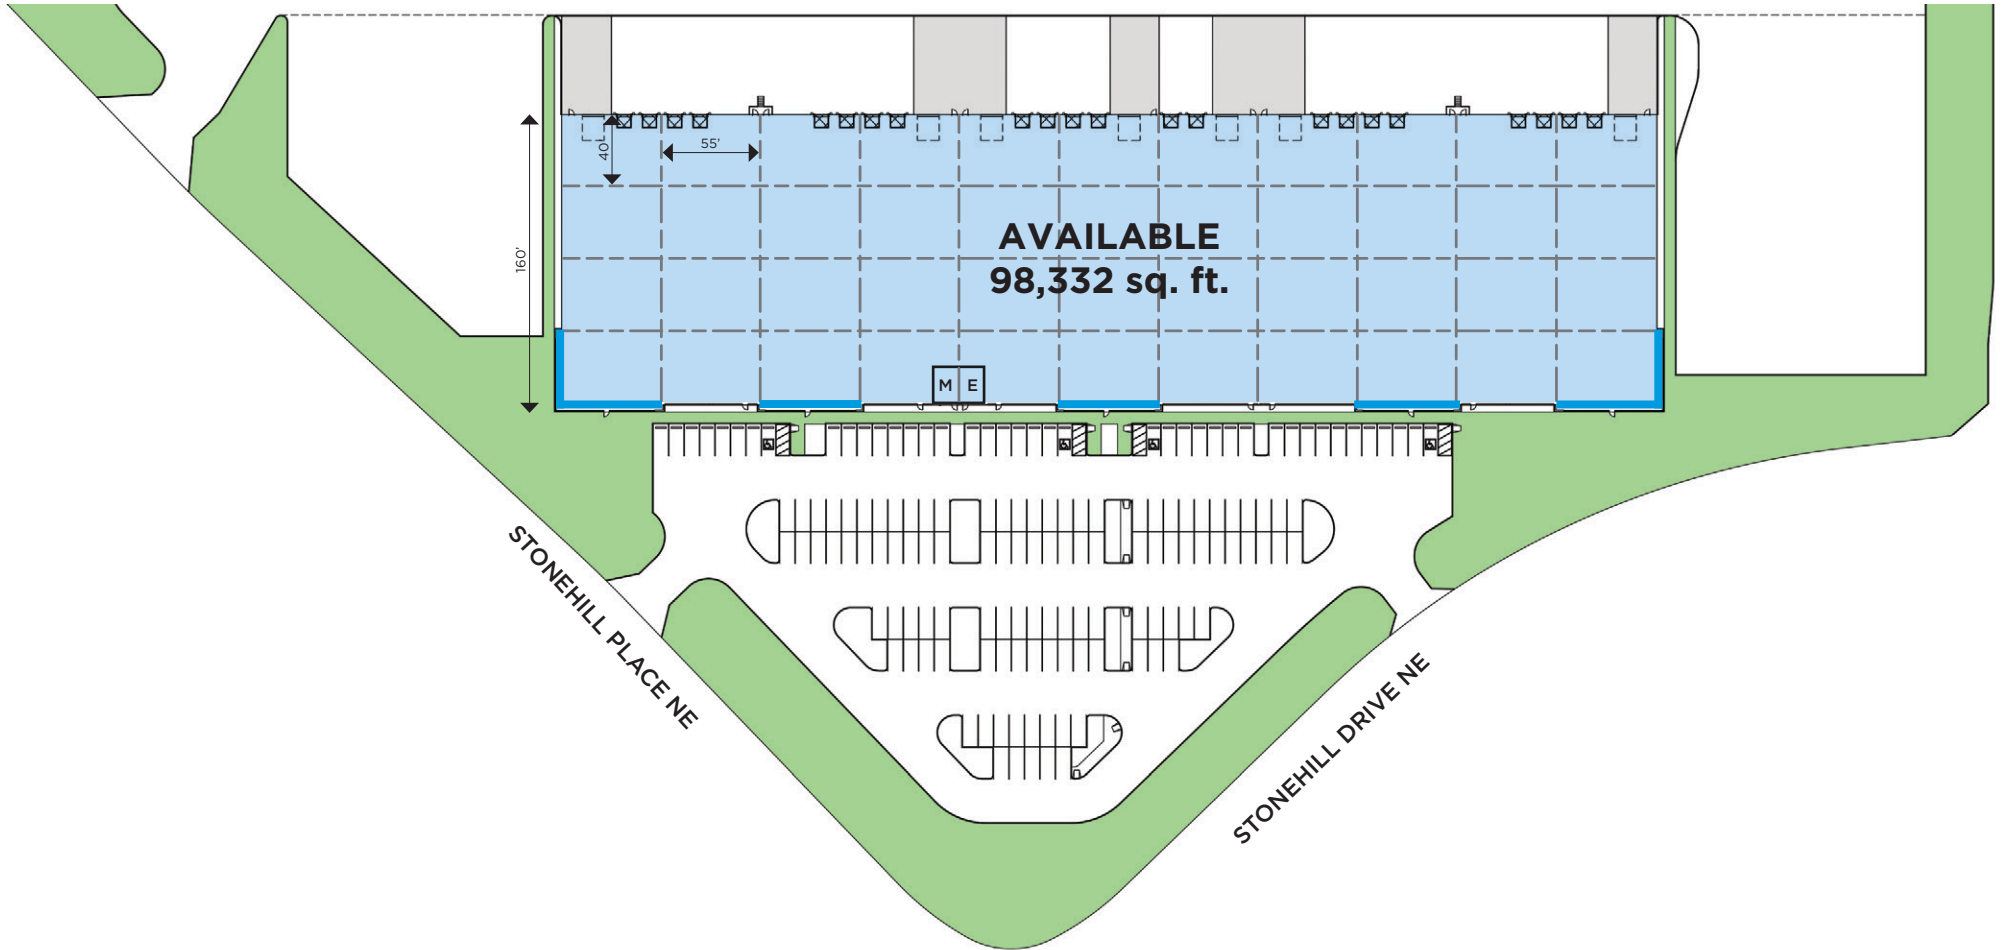 55'
40'
160'
AVAILABLE
98,332 sq. ft.
M E
STONEHILL PLACE NE
STONEHILL DRIVE NE